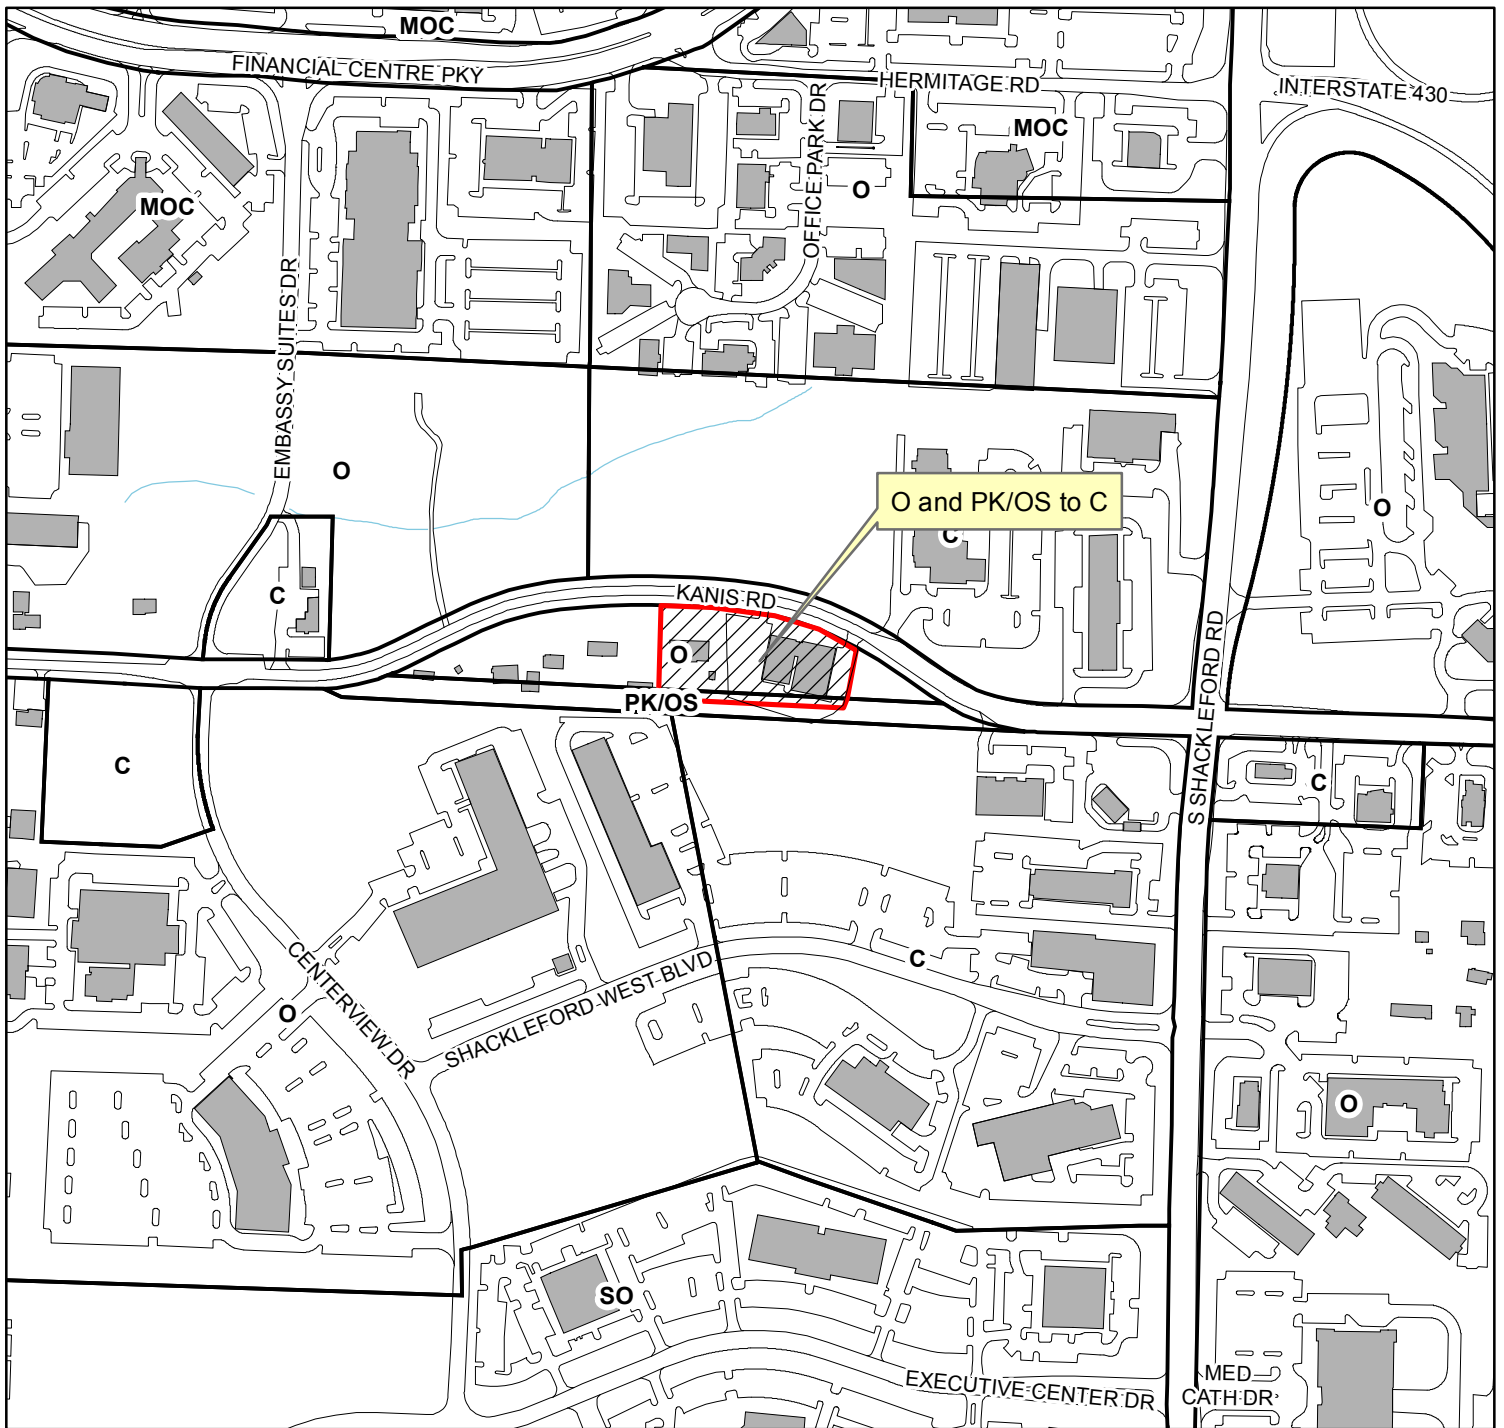 MOC
FINANCIAL CENTRE PKY
HERMITAGE RD
INTERSTATE 430
MOC
OFFICE PARK DR
O
MOC
EMBASSY SUITES DR
O
O and PK/OS to C
O
C
C
KANIS RD
O
PK/OS
S SHACKLEFORD RD
C
C
CENTERVIEW DR
SHACKLEFORD WEST BLVD
C
O
O
SO
EXECUTIVE CENTER DR
MED
CATH DR